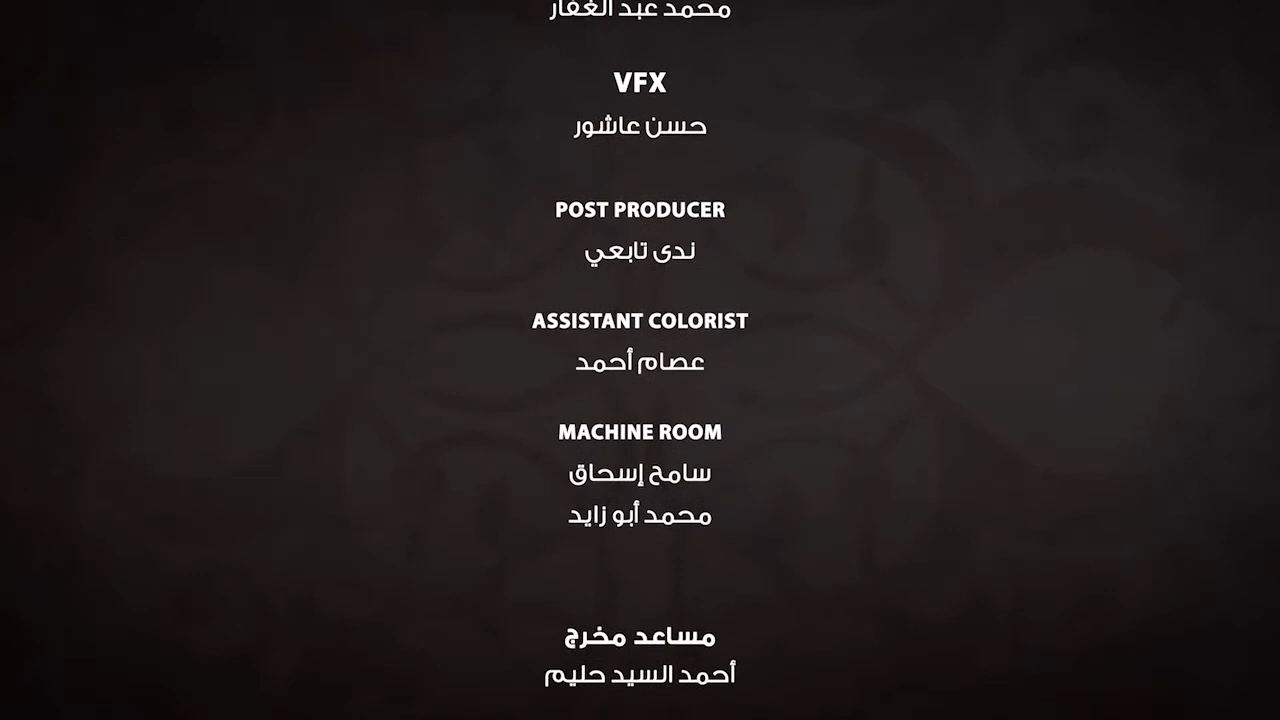 محمد عبد الغفار
VFX
حسن عاشور
POST PRODUCER
ندى تابعي
ASSISTANT COLORIST
عصام أحمد
MACHINE ROOM
سامح إسحاق
محمد أبو زايد
مساعد مخرج
أحمد السيد حليم